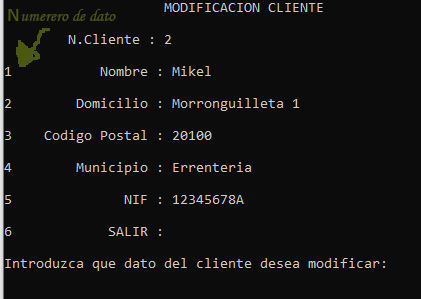 MODIFICACION CLIENTE
Numerero de dato
N.Cliente : 2
1 Nombre : Mikel
2 Domicilio : Morronguilleta 1
3 Codigo Postal : 20100
4 Municipio : Errenteria
5 NIF : 12345678A
6 SALIR :
Introduzca que dato del cliente desea modificar: